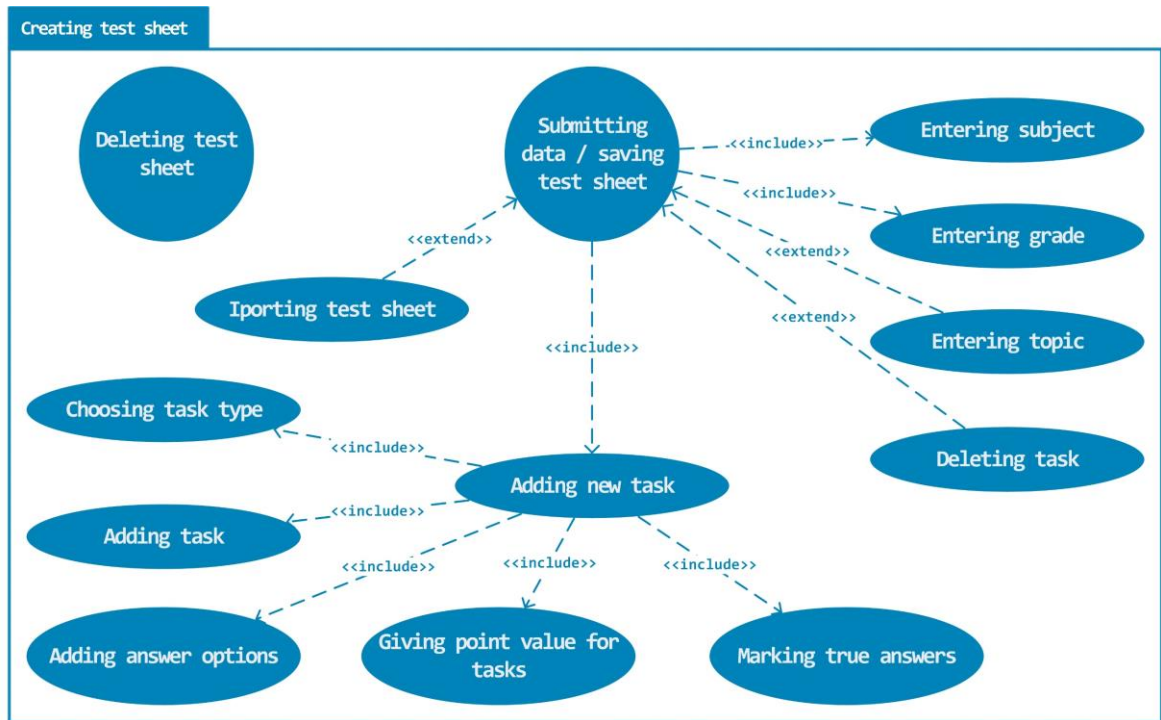 Creating test sheet
Deleting test
sheet
Submitting
data / saving
test sheet
Entering subject
<<include>>
<<include>>
Entering grade
<<extend>>
<<extend>>
Iporting test sheet
<<extend>>
Entering topic
<<include>>
Choosing task type
<<include>>
Deleting task
Adding new task
Adding task
<<include>>
<<include>>
<<include>>
<<include>>
Adding answer options
Giving point value for
tasks
Marking true answers